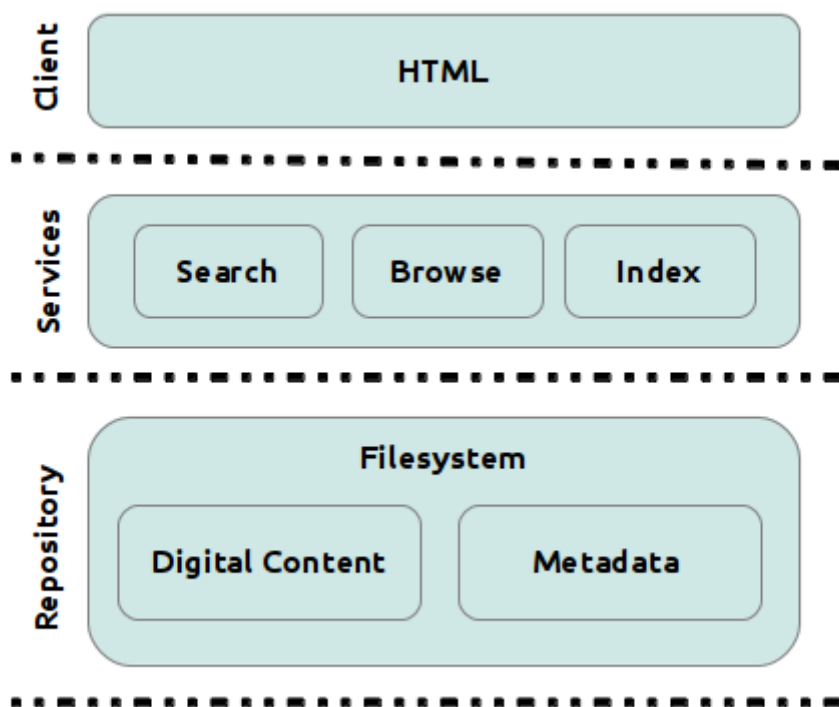 Client
HTML
Services
Search
Browse
Index
Repository
Filesystem
Digital Content
Metadata